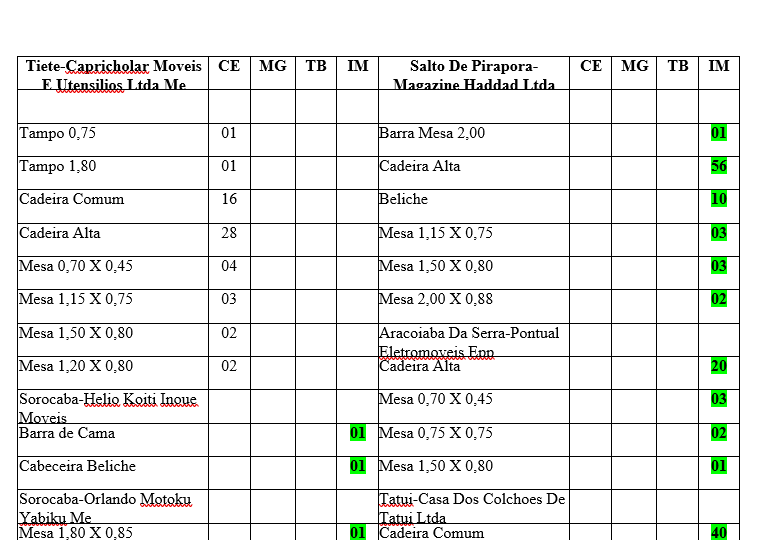 Tiete-Capricholar Moveis E Utensilios Ltda Me CE MG TB IM Salto De Pirapora-Magazine Haddad Ltda CE MG TB IM
Tampo 0,75 01 Barra Mesa 2,00 01
Tampo 1,80 01 Cadeira Alta 56
Cadeira Comum 16 Beliche 10
Cadeira Alta 28 Mesa 1,15 X 0,75 03
Mesa 0,70 X 0,45 04 Mesa 1,50 X 0,80 03
Mesa 1,15 X 0,75 03 Mesa 2,00 X 0,88 02
Mesa 1,50 X 0,80 02 Aracoiaba Da Serra-Pontual Eletromoveis Epp
Mesa 1,20 X 0,80 02 Cadeira Alta 20
Sorocaba-Helio Koiti Inoue Moveis Mesa 0,70 X 0,45 03
Barra de Cama 01 Mesa 0,75 X 0,75 02
Cabeceira Beliche 01 Mesa 1,50 X 0,80 01
Sorocaba-Orlando Motoku Yabiku Me Tatui-Casa Dos Colchoes De Tatui Ltda
Mesa 1,80 X 0,85 01 Cadeira Comum 40